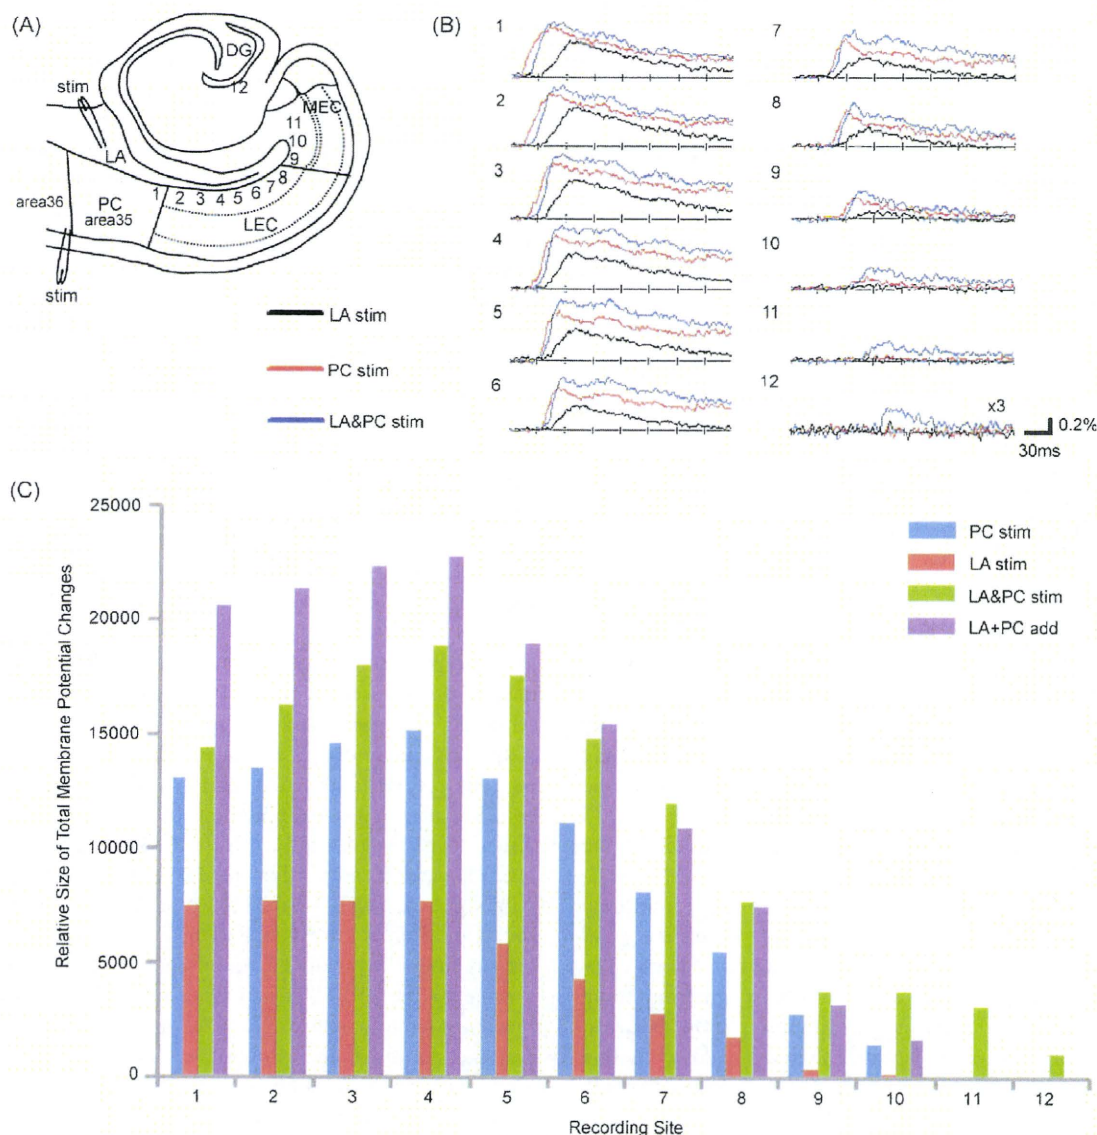 (A)
DG
12
stim
MEC
11
10
9
LA
8
1 2 3 4 5 6 7
area36
PC
area35
LEC
stim
LA stim
PC stim
LA&PC stim
(B)
1
2
3
4
5
6
7
8
9
10
11
12
x3
0.2%
30ms
(C)
25000
20000
15000
10000
5000
0
Relative Size of Total Membrane Potential Changes
PC stim
LA stim
LA&PC stim
LA+PC add
1 2 3 4 5 6 7 8 9 10 11 12
Recording Site